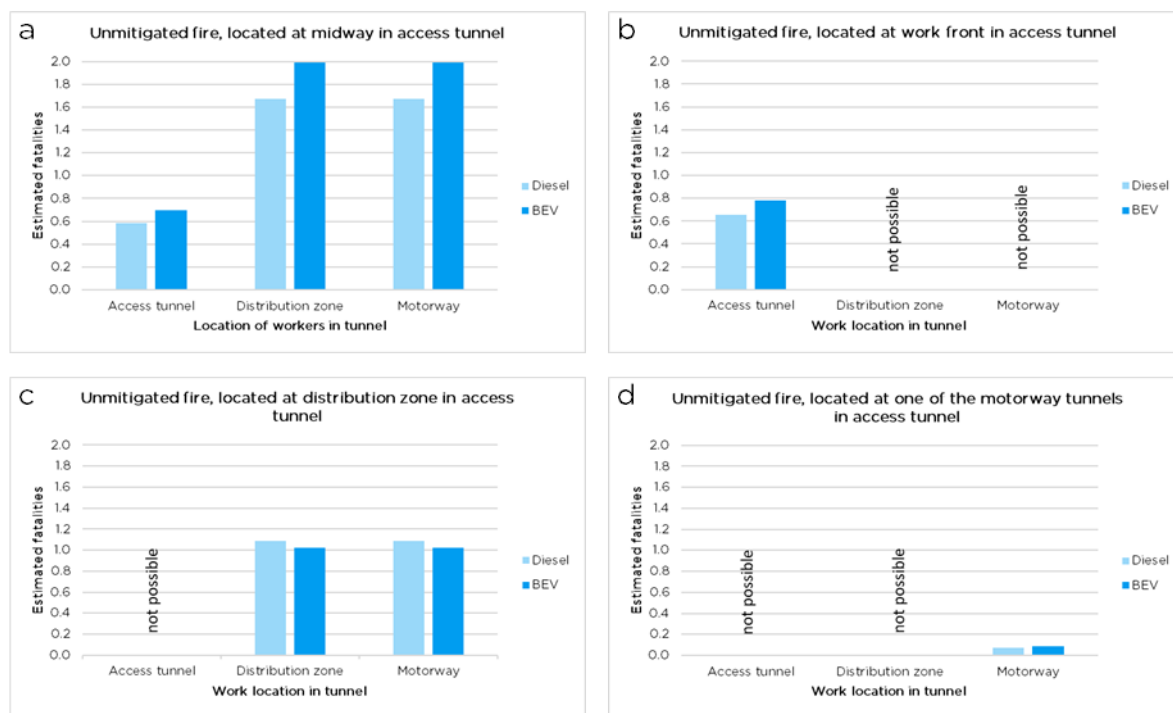 a
Unmitigated fire, located at midway in access tunnel
2.0
1.8
1.6
1.4
1.2
1.0
0.8
0.6
0.4
0.2
0.0
Estimated fatalities
Access tunnel
Distribution zone
Motorway
Location of workers in tunnel
Diesel
BEV
b
Unmitigated fire, located at work front in access tunnel
2.0
1.8
1.6
1.4
1.2
1.0
0.8
0.6
0.4
0.2
0.0
Estimated fatalities
not possible
not possible
Access tunnel
Distribution zone
Motorway
Work location in tunnel
Diesel
BEV
c
Unmitigated fire, located at distribution zone in access
tunnel
2.0
1.8
1.6
1.4
1.2
1.0
0.8
0.6
0.4
0.2
0.0
Estimated fatalities
not possible
Access tunnel
Distribution zone
Motorway
Work location in tunnel
Diesel
BEV
d
Unmitigated fire, located at one of the motorway tunnels
in access tunnel
2.0
1.8
1.6
1.4
1.2
1.0
0.8
0.6
0.4
0.2
0.0
Estimated fatalities
not possible
not possible
Access tunnel
Distribution zone
Motorway
Work location in tunnel
Diesel
BEV